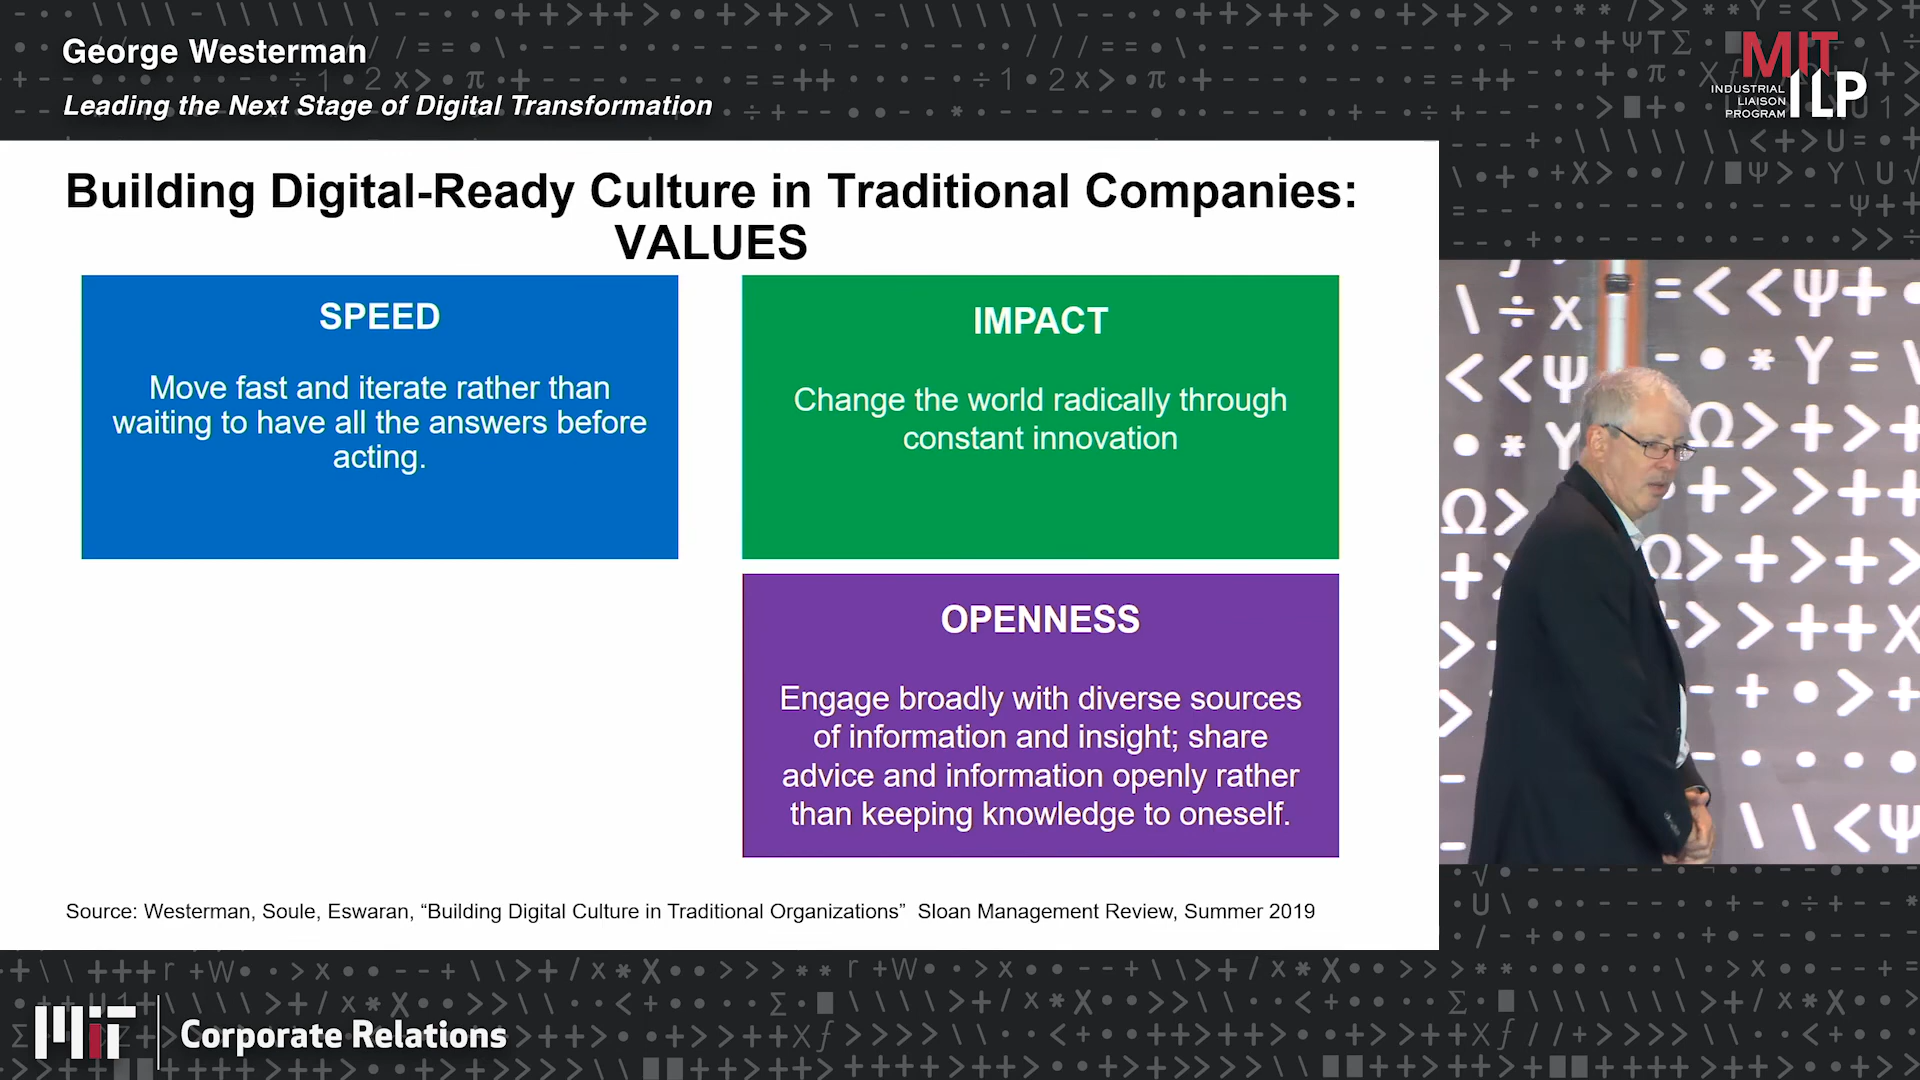 George Westerman
Leading the Next Stage of Digital Transformation
MIT
INDUSTRIAL
LIAISON
PROGRAM
ILP
Building Digital-Ready Culture in Traditional Companies:
VALUES
SPEED
Move fast and iterate rather than
waiting to have all the answers before
acting.
IMPACT
Change the world radically through
constant innovation
OPENNESS
Engage broadly with diverse sources
of information and insight; share
advice and information openly rather
than keeping knowledge to oneself.
Source: Westerman, Soule, Eswaran, “Building Digital Culture in Traditional Organizations”  Sloan Management Review, Summer 2019
MIT
Corporate Relations